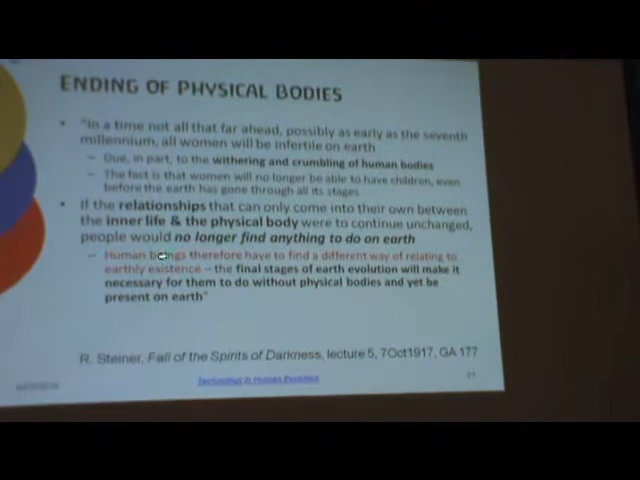 ENDING OF PHYSICAL BODIES
• "In a time not all that far ahead, possibly as early as the seventh
millennium, all women will be infertile on earth
– Due, in part, to the withering and crumbling of human bodies
– The fact is that women will no longer be able to have children, even
before the earth has gone through all its stages
• If the relationships that can only come into their own between
the inner life & the physical body were to continue unchanged,
people would no longer find anything to do on earth
– Human beings therefore have to find a different way of relating to
earthly existence – the final stages of earth evolution will make it
necessary for them to do without physical bodies and yet be
present on earth"
R. Steiner, Fall of the Spirits of Darkness, lecture 5, 7Oct1917, GA 177
Technology in Human Evolution